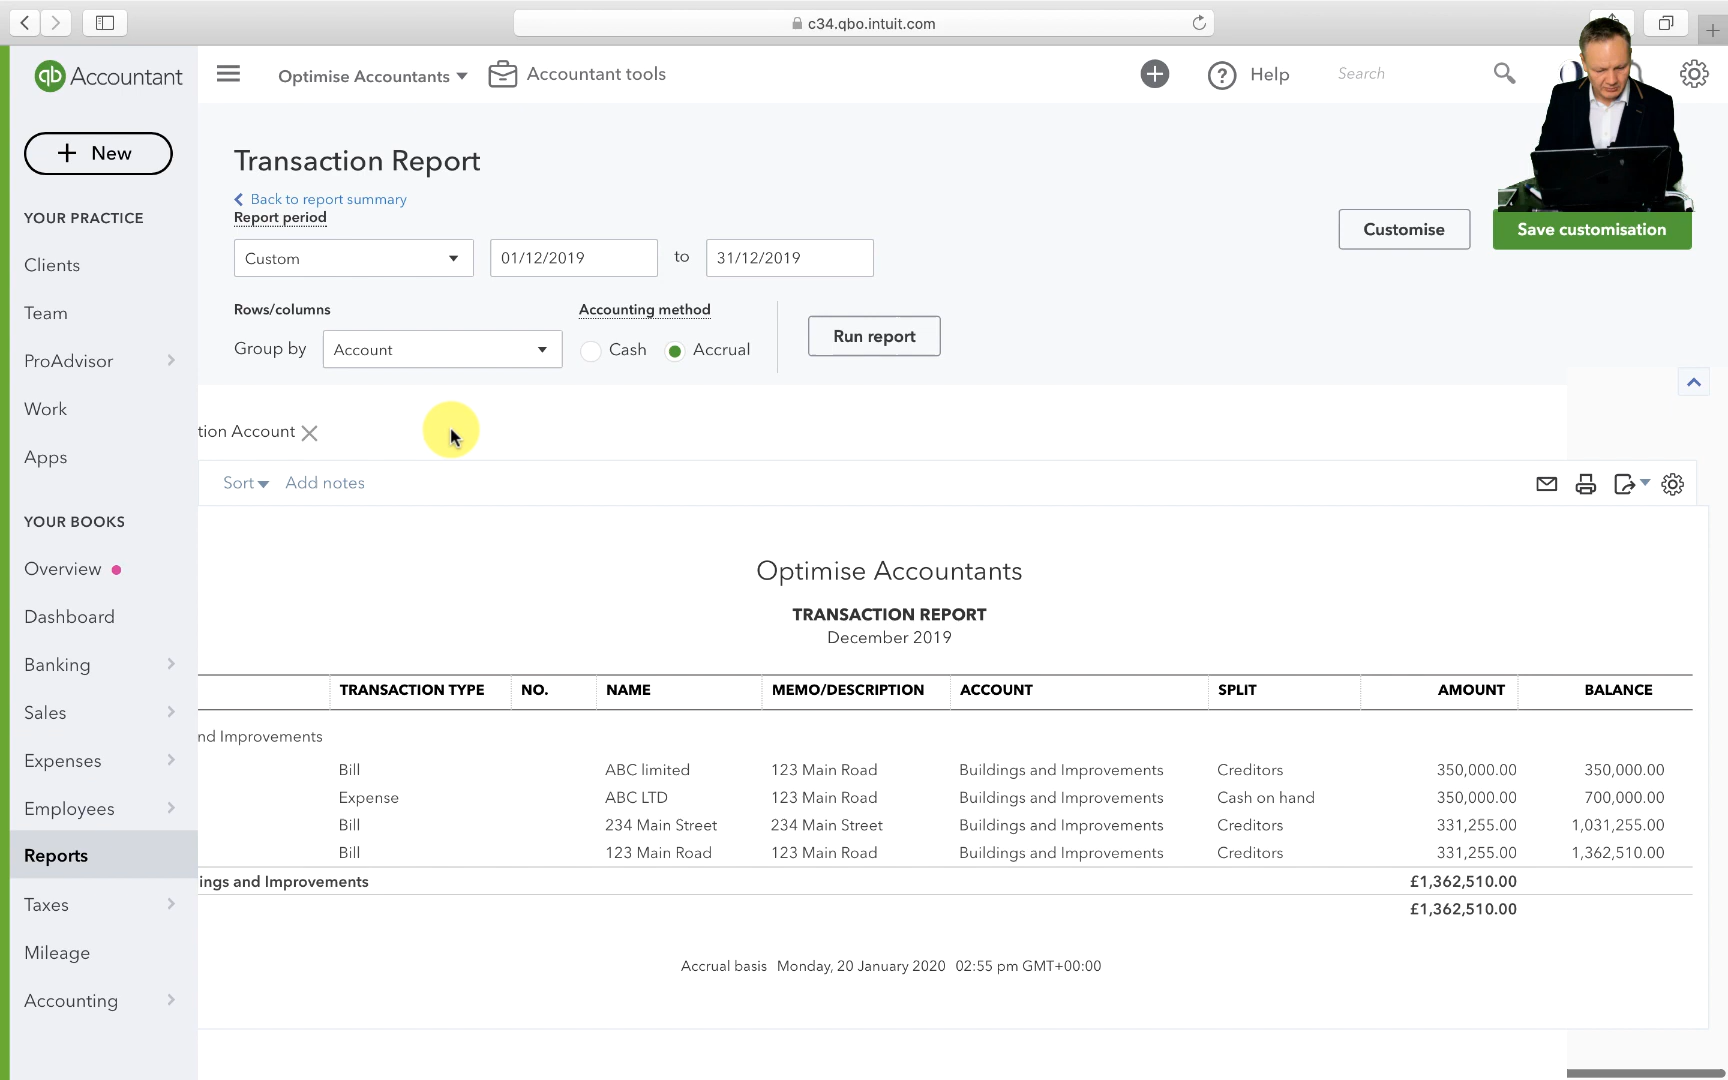 c34.qbo.intuit.com
qb Accountant
Optimise Accountants
Accountant tools
Help
Search
New
Transaction Report
Back to report summary
Report period
Custom
01/12/2019
to
31/12/2019
Customise
Save customisation
Rows/columns
Accounting method
Group by
Account
Cash
Accrual
Run report
YOUR PRACTICE
Clients
Team
ProAdvisor
Work
Apps
YOUR BOOKS
Overview
Dashboard
Banking
Sales
Expenses
Employees
Reports
Taxes
Mileage
Accounting
tion Account
Sort Add notes
Optimise Accountants
TRANSACTION REPORT
December 2019
TRANSACTION TYPE NO. NAME MEMO/DESCRIPTION ACCOUNT SPLIT AMOUNT BALANCE
nd Improvements
Bill ABC limited 123 Main Road Buildings and Improvements Creditors 350,000.00 350,000.00
Expense ABC LTD 123 Main Road Buildings and Improvements Cash on hand 350,000.00 700,000.00
Bill 234 Main Street 234 Main Street Buildings and Improvements Creditors 331,255.00 1,031,255.00
Bill 123 Main Road 123 Main Road Buildings and Improvements Creditors 331,255.00 1,362,510.00
ings and Improvements £1,362,510.00
£1,362,510.00
Accrual basis Monday, 20 January 2020 02:55 pm GMT+00:00